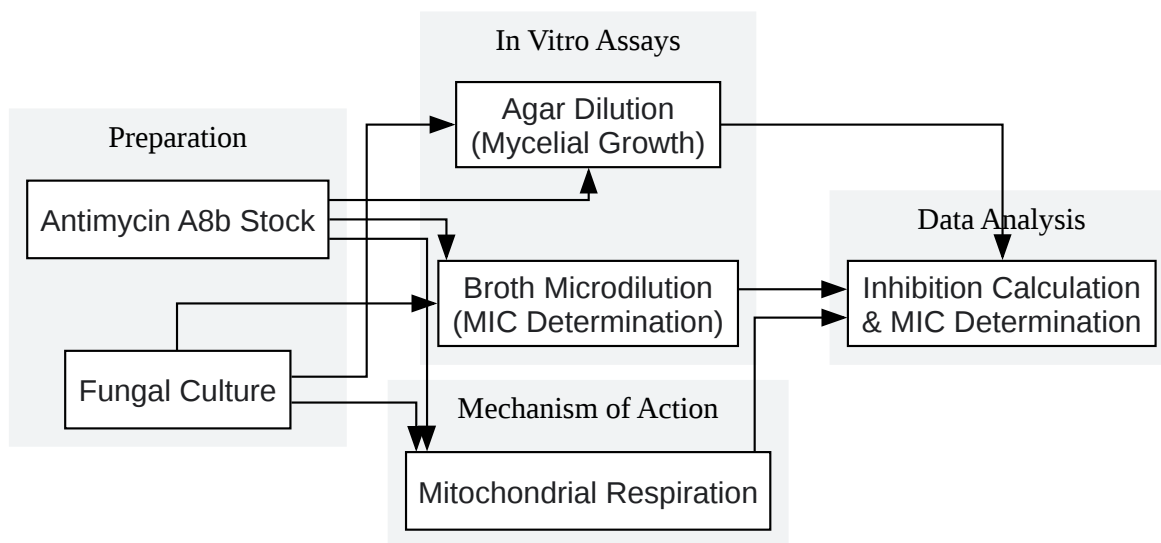 Preparation
Antimycin A8b Stock
Fungal Culture
In Vitro Assays
Agar Dilution
(Mycelial Growth)
Broth Microdilution
(MIC Determination)
Mechanism of Action
Mitochondrial Respiration
Data Analysis
Inhibition Calculation
& MIC Determination